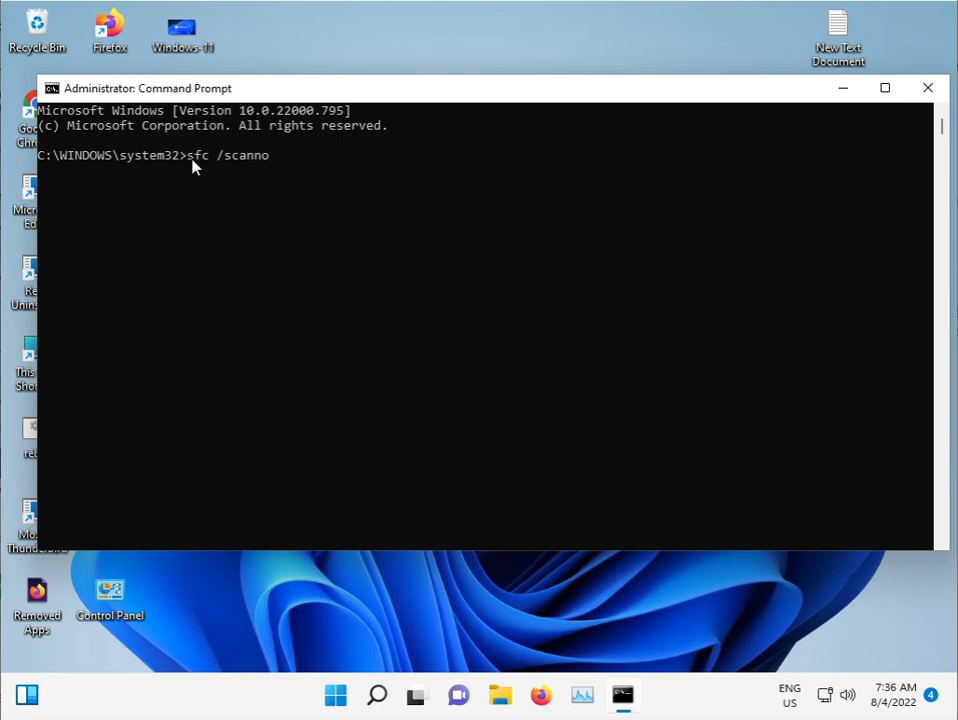 Recycle Bin
Firefox
Windows-11
New Text
Document
Administrator: Command Prompt
Microsoft Windows [Version 10.0.22000.795]
(c) Microsoft Corporation. All rights reserved.
C:\WINDOWS\system32>sfc /scanno
Removed
Apps
Control Panel
ENG
US
7:36 AM
8/4/2022
4